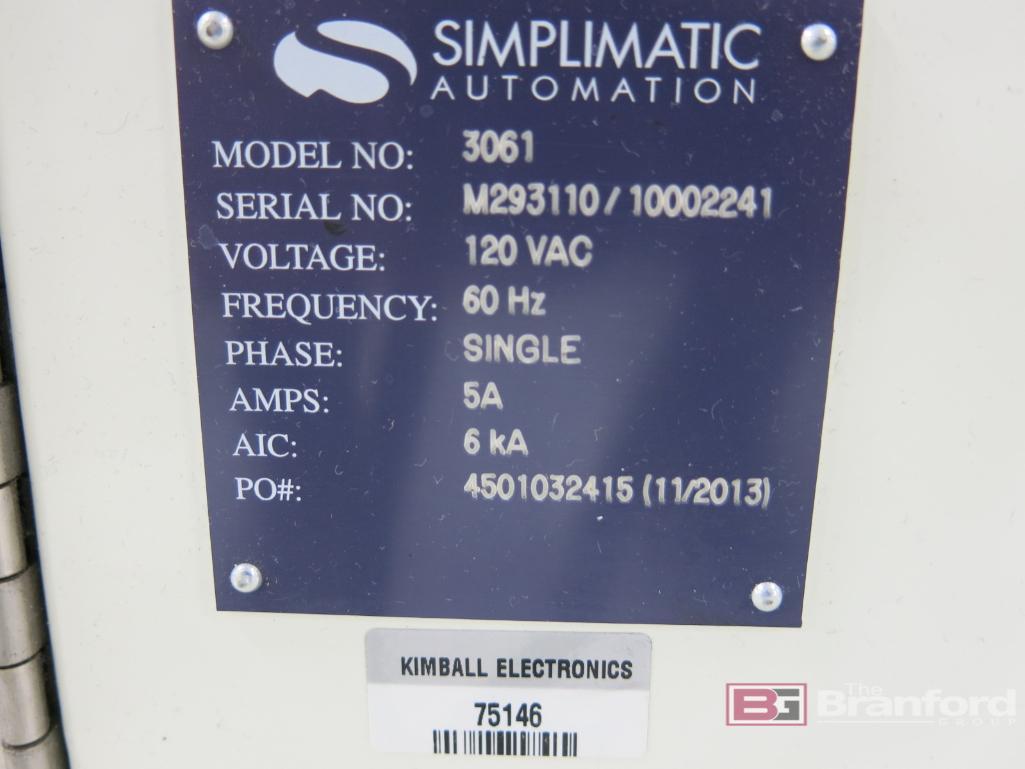 SIMPLIMATIC
AUTOMATION
MODEL NO: 3061
SERIAL NO: M293110 / 10002241
VOLTAGE: 120 VAC
FREQUENCY: 60 Hz
PHASE: SINGLE
AMPS: 5A
AIC: 6 kA
PO#: 4501032415 (11/2013)
KIMBALL ELECTRONICS
75146
BG The
Branford
GROUP